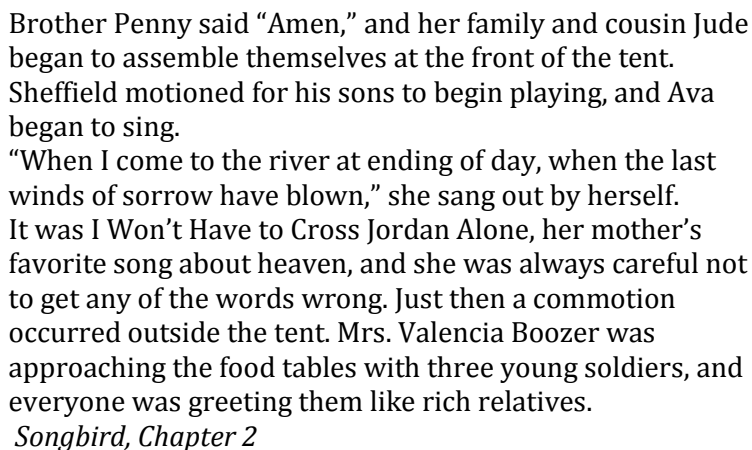 Brother Penny said “Amen,” and her family and cousin Jude
began to assemble themselves at the front of the tent.
Sheffield motioned for his sons to begin playing, and Ava
began to sing.
“When I come to the river at ending of day, when the last
winds of sorrow have blown,” she sang out by herself.
It was I Won’t Have to Cross Jordan Alone, her mother’s
favorite song about heaven, and she was always careful not
to get any of the words wrong. Just then a commotion
occurred outside the tent. Mrs. Valencia Boozer was
approaching the food tables with three young soldiers, and
everyone was greeting them like rich relatives.
Songbird, Chapter 2